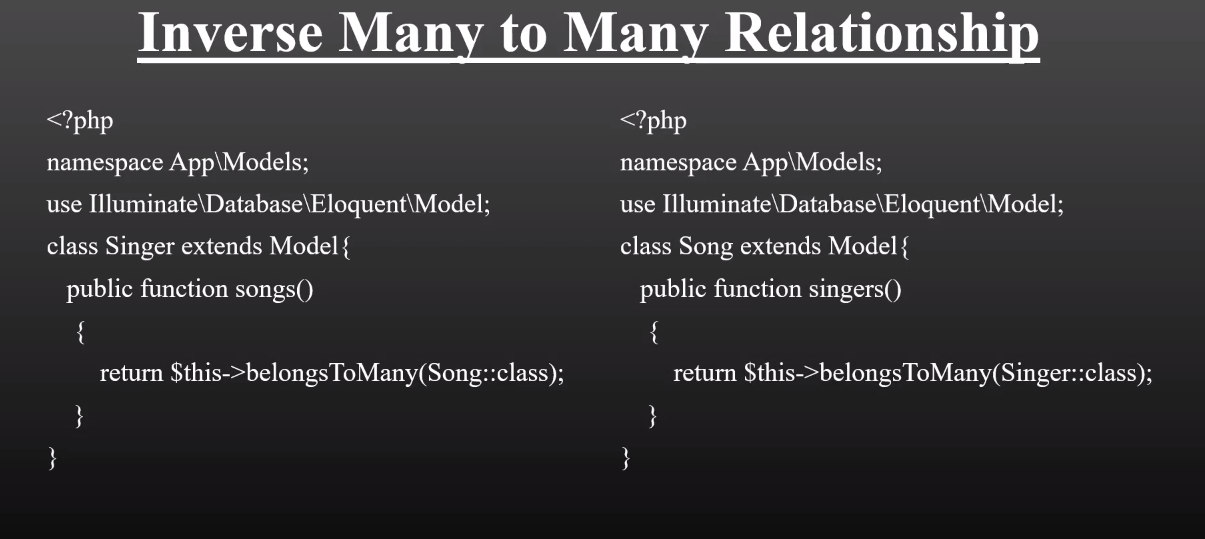 Inverse Many to Many Relationship
<?php
namespace App\Models;
use Illuminate\Database\Eloquent\Model;
class Singer extends Model{
public function songs()
{
return $this->belongsToMany(Song::class);
}
}
<?php
namespace App\Models;
use Illuminate\Database\Eloquent\Model;
class Song extends Model{
public function singers()
{
return $this->belongsToMany(Singer::class);
}
}